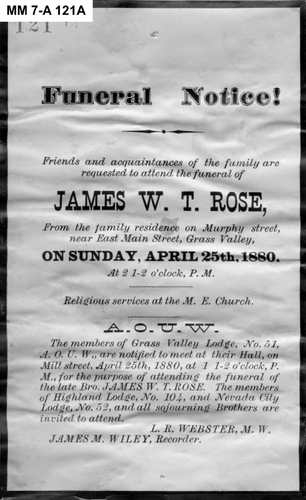 MM 7-A 121A
121
Funeral Notice!
Friends and acquaintances of the family are
requested to attend the funeral of
JAMES W. T. ROSE,
From the family residence on Murphy street,
near East Main Street, Grass Valley,
ON SUNDAY, APRIL 25th, 1880.
At 2 1-2 o'clock, P. M.
Religious services at the M. E. Church.
A. O. U. W.
The members of Grass Valley Lodge, No. 51,
A. O. U. W., are notified to meet at their Hall, on
Mill street, April 25th, 1880, at 1 1-2 o'clock, P.
M., for the purpose of attending the funeral of
the late Bro. JAMES W. T. ROSE. The members
of Highland Lodge, No. 104, and Nevada City
Lodge, No. 52, and all sojourning Brothers are
invited to attend.
L. R. WEBSTER, M. W.
JAMES M. WILEY, Recorder.